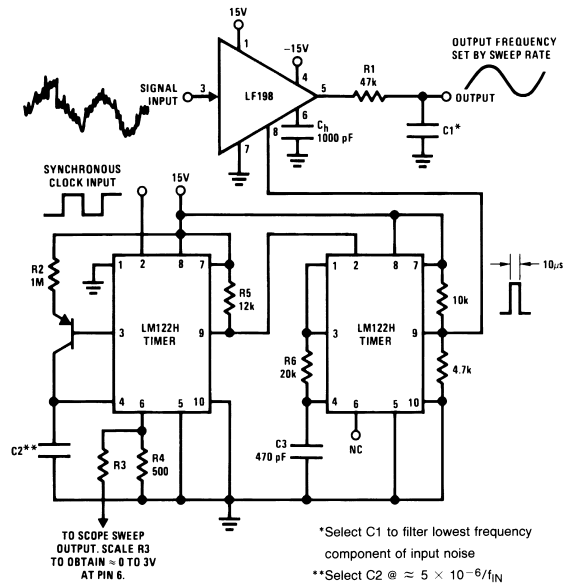 15V
1
-15V
4
OUTPUT FREQUENCY
SET BY SWEEP RATE
SIGNAL
INPUT
3
LF198
5
R1
47k
OUTPUT
6
8
Ch
1000 pF
C1*
7
SYNCHRONOUS
CLOCK INPUT
15V
R2
1M
1
2
8
7
R5
12k
3
LM122H
TIMER
9
4
6
5
10
C2**
R3
R4
500
TO SCOPE SWEEP
OUTPUT. SCALE R3
TO OBTAIN ≈ 0 TO 3V
AT PIN 6.
1
2
8
7
10k
3
LM122H
TIMER
9
R6
20k
4.7k
4
6
5
10
C3
470 pF
NC
10μs
*Select C1 to filter lowest frequency
component of input noise
**Select C2 @ ≈ 5 × 10⁻⁶/fIN